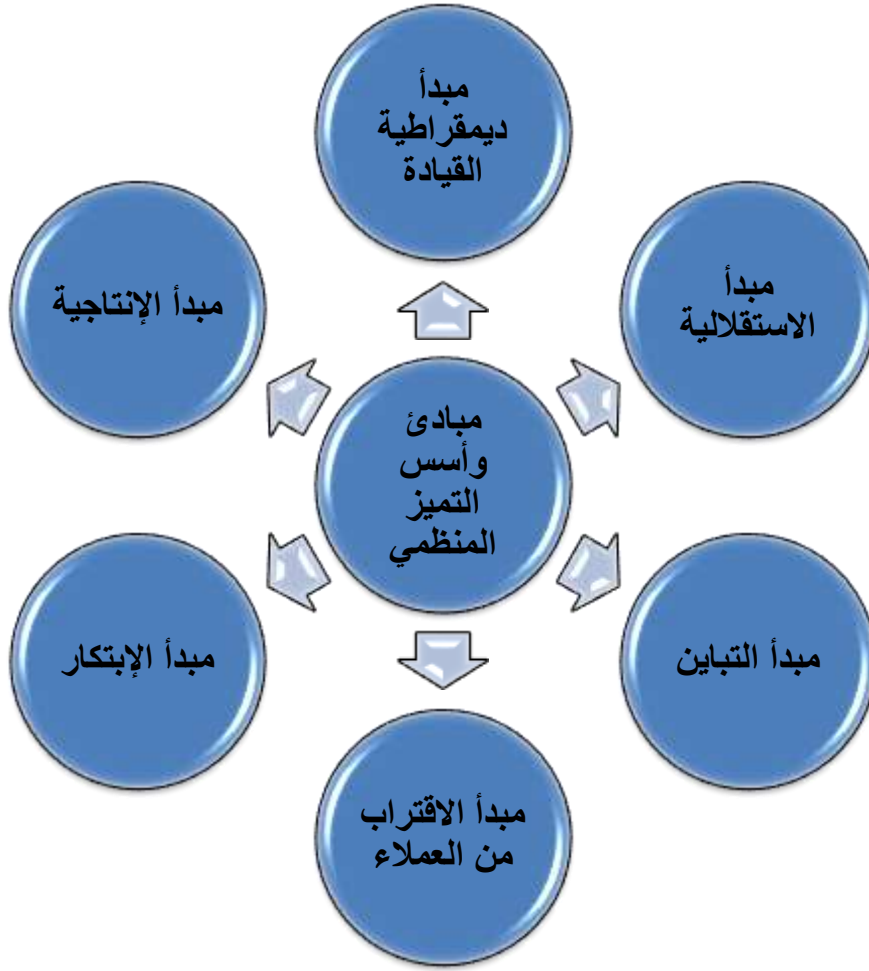 مبدأ
ديمقراطية
القيادة
مبدأ
الاستقلالية
مبدأ الإنتاجية
مبادئ
وأسس
التميز
المنظمي
مبدأ التباين
مبدأ الإبتكار
مبدأ الاقتراب
من العملاء